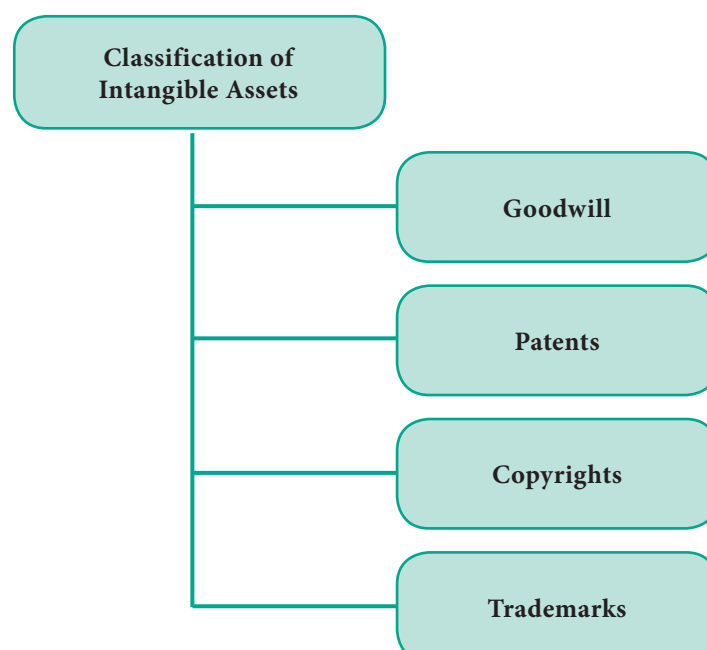 Classification of
Intangible Assets
Goodwill
Patents
Copyrights
Trademarks